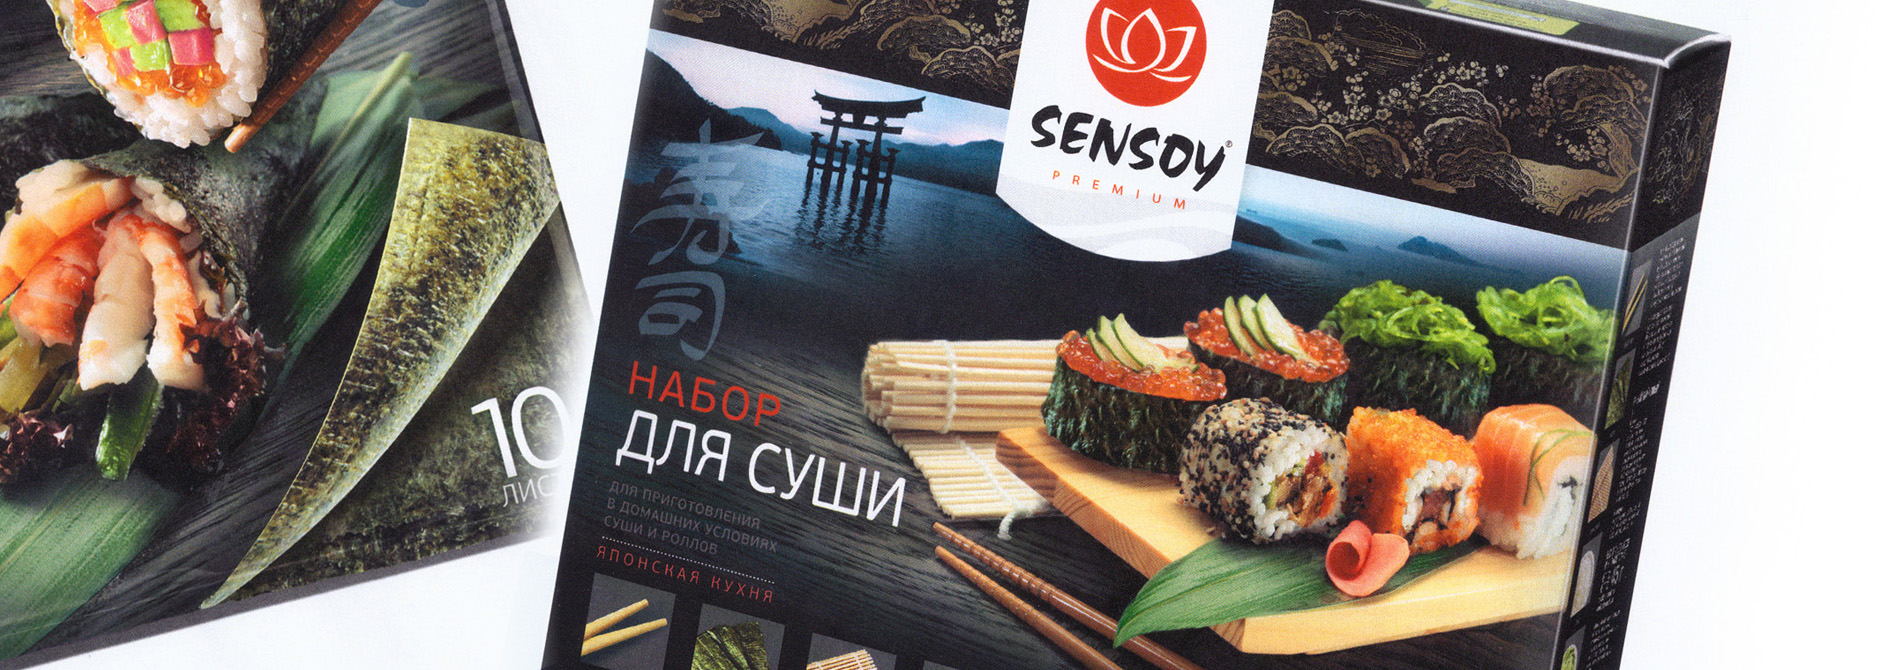 10
ЛИС
SENSOY®
PREMIUM
寿
司
НАБОР
ДЛЯ СУШИ
ДЛЯ ПРИГОТОВЛЕНИЯ
В ДОМАШНИХ УСЛОВИЯХ
СУШИ И РОЛЛОВ
ЯПОНСКАЯ КУХНЯ